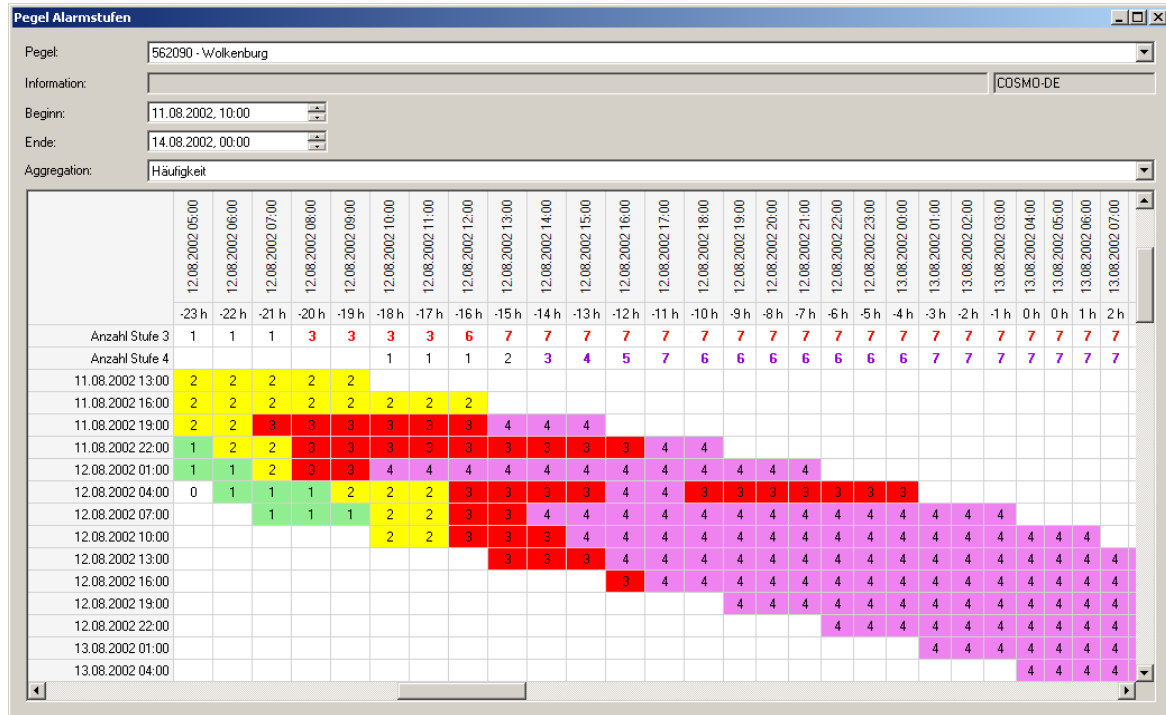 Pegel Alarmstufen
Pegel: 562090 - Wolkenburg
Information: COSMO-DE
Beginn: 11.08.2002, 10:00
Ende: 14.08.2002, 00:00
Aggregation: Häufigkeit
12.08.2002 05:00 12.08.2002 06:00 12.08.2002 07:00 12.08.2002 08:00 12.08.2002 09:00 12.08.2002 10:00 12.08.2002 11:00 12.08.2002 12:00 12.08.2002 13:00 12.08.2002 14:00 12.08.2002 15:00 12.08.2002 16:00 12.08.2002 17:00 12.08.2002 18:00 12.08.2002 19:00 12.08.2002 20:00 12.08.2002 21:00 12.08.2002 22:00 12.08.2002 23:00 13.08.2002 00:00 13.08.2002 01:00 13.08.2002 02:00 13.08.2002 03:00 13.08.2002 04:00 13.08.2002 05:00 13.08.2002 06:00 13.08.2002 07:00
-23 h -22 h -21 h -20 h -19 h -18 h -17 h -16 h -15 h -14 h -13 h -12 h -11 h -10 h -9 h -8 h -7 h -6 h -5 h -4 h -3 h -2 h -1 h 0 h 0 h 1 h 2 h
Anzahl Stufe 3 1 1 1 3 3 3 3 6 7 7 7 7 7 7 7 7 7 7 7 7 7 7 7 7 7 7 7
Anzahl Stufe 4 1 1 1 2 3 4 5 7 6 6 6 6 6 6 6 7 7 7 7 7 7 7
11.08.2002 13:00 2 2 2 2 2
11.08.2002 16:00 2 2 2 2 2 2 2 2
11.08.2002 19:00 2 2 3 3 3 3 3 3 4 4 4
11.08.2002 22:00 1 2 2 3 3 3 3 3 3 3 3 3 4 4
12.08.2002 01:00 1 1 2 3 3 4 4 4 4 4 4 4 4 4 4 4 4
12.08.2002 04:00 0 1 1 1 2 2 2 3 3 3 3 4 4 3 3 3 3 3 3 3
12.08.2002 07:00 1 1 1 2 2 3 3 4 4 4 4 4 4 4 4 4 4 4 4 4 4
12.08.2002 10:00 2 2 3 3 3 4 4 4 4 4 4 4 4 4 4 4 4 4 4 4 4
12.08.2002 13:00 3 3 3 4 4 4 4 4 4 4 4 4 4 4 4 4 4 4 4
12.08.2002 16:00 3 4 4 4 4 4 4 4 4 4 4 4 4 4 4 4
12.08.2002 19:00 4 4 4 4 4 4 4 4 4 4 4 4 4
12.08.2002 22:00 4 4 4 4 4 4 4 4 4 4
13.08.2002 01:00 4 4 4 4 4 4 4
13.08.2002 04:00 4 4 4 4